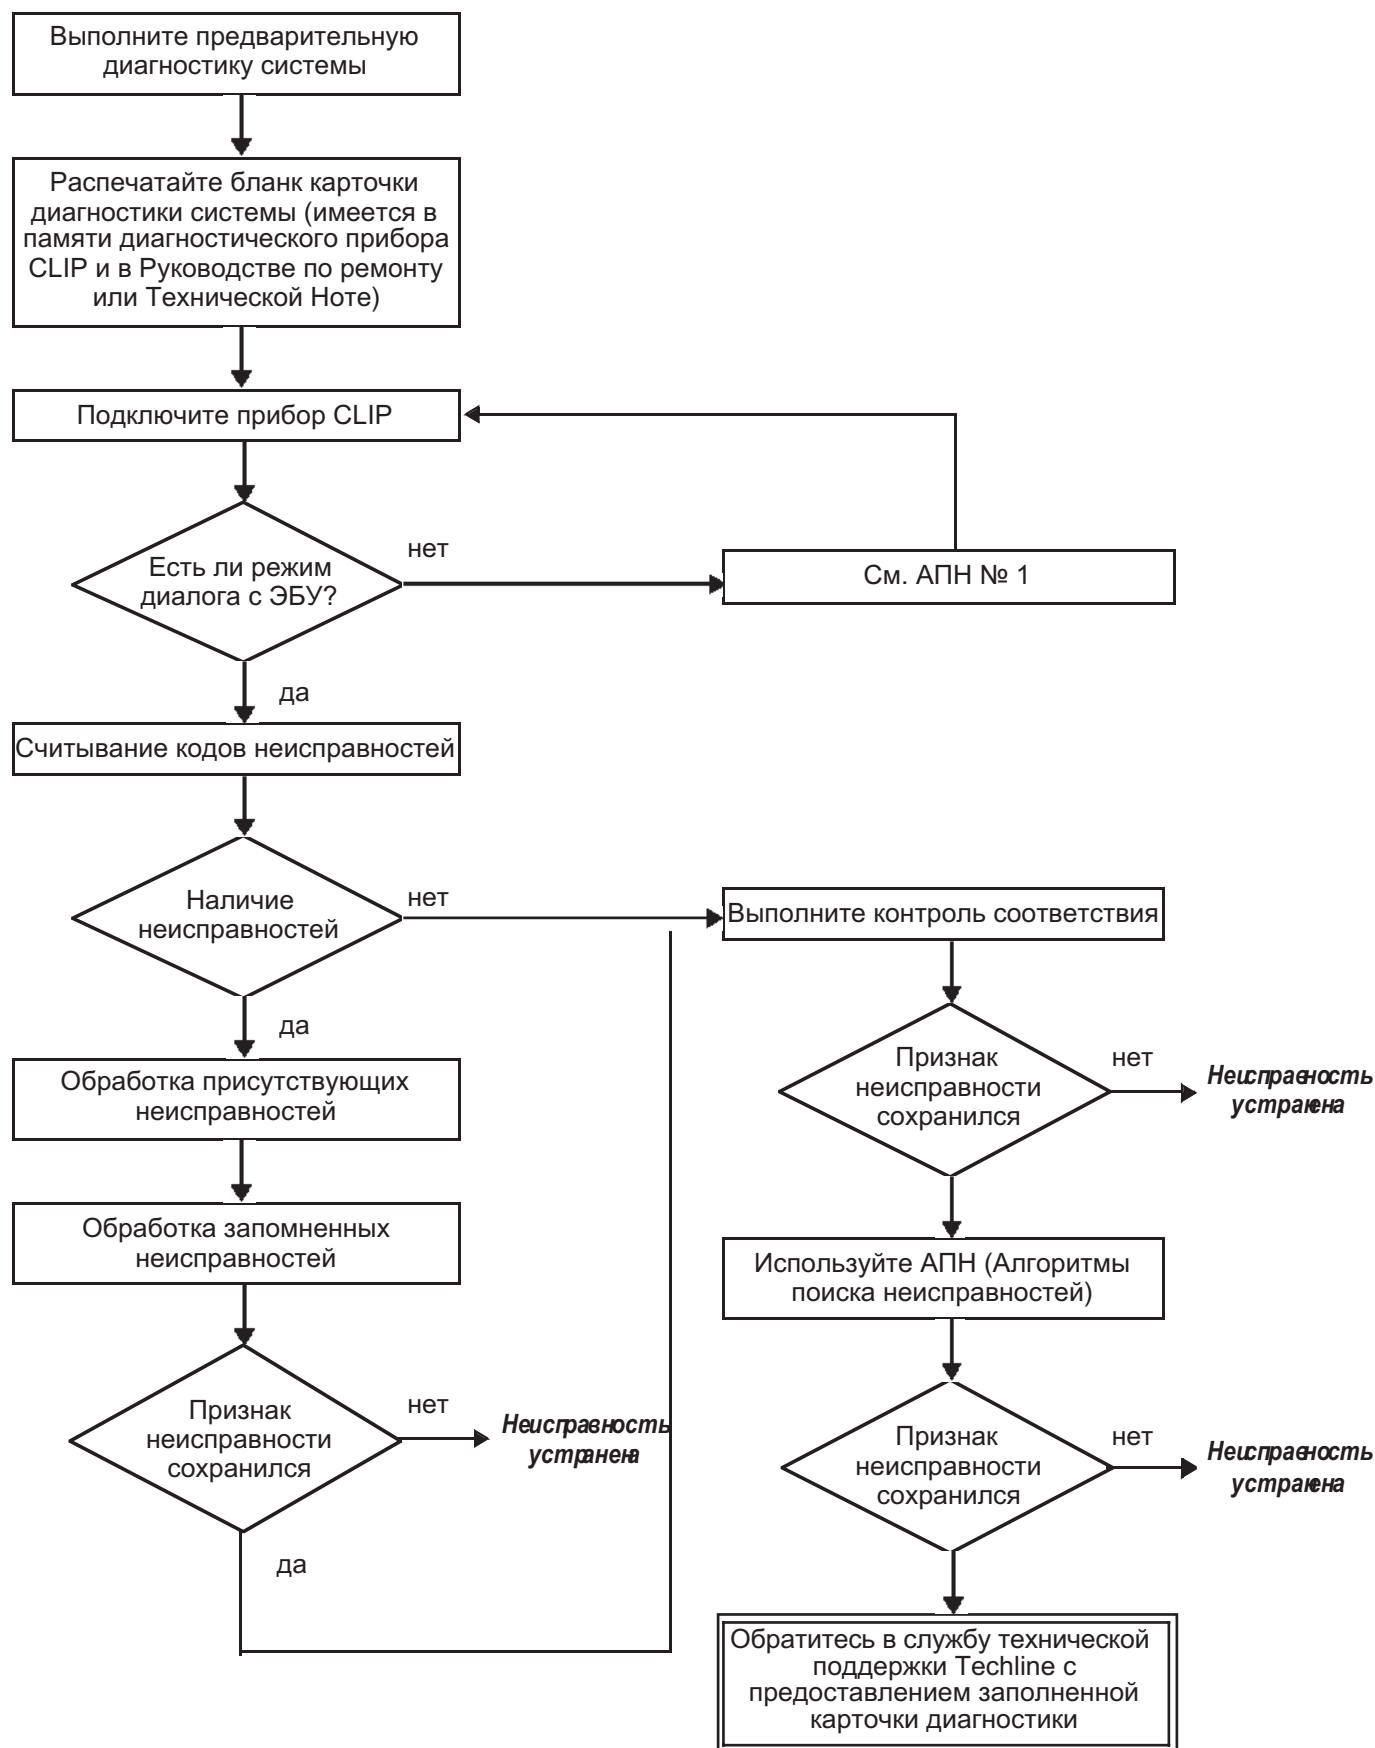 Выполните предварительную
диагностику системы
Распечатайте бланк карточки
диагностики системы (имеется в
памяти диагностического прибора
CLIP и в Руководстве по ремонту
или Технической Ноте)
Подключите прибор CLIP
Есть ли режим
диалога с ЭБУ?
нет
См. АПН № 1
да
Считывание кодов неисправностей
Наличие
неисправностей
нет
Выполните контроль соответствия
да
Обработка присутствующих
неисправностей
Признак
неисправности
сохранился
нет
Неисправность
устранена
Обработка запомненных
неисправностей
Используйте АПН (Алгоритмы
поиска неисправностей)
Признак
неисправности
сохранился
нет
Неисправность
устранена
да
Признак
неисправности
сохранился
нет
Неисправность
устранена
Обратитесь в службу технической
поддержки Techline с
предоставлением заполненной
карточки диагностики